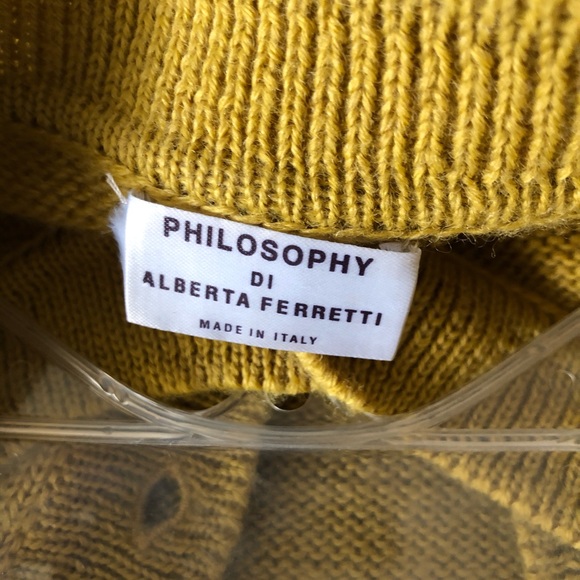 PHILOSOPHY
DI
ALBERTA FERRETTI
MADE IN ITALY